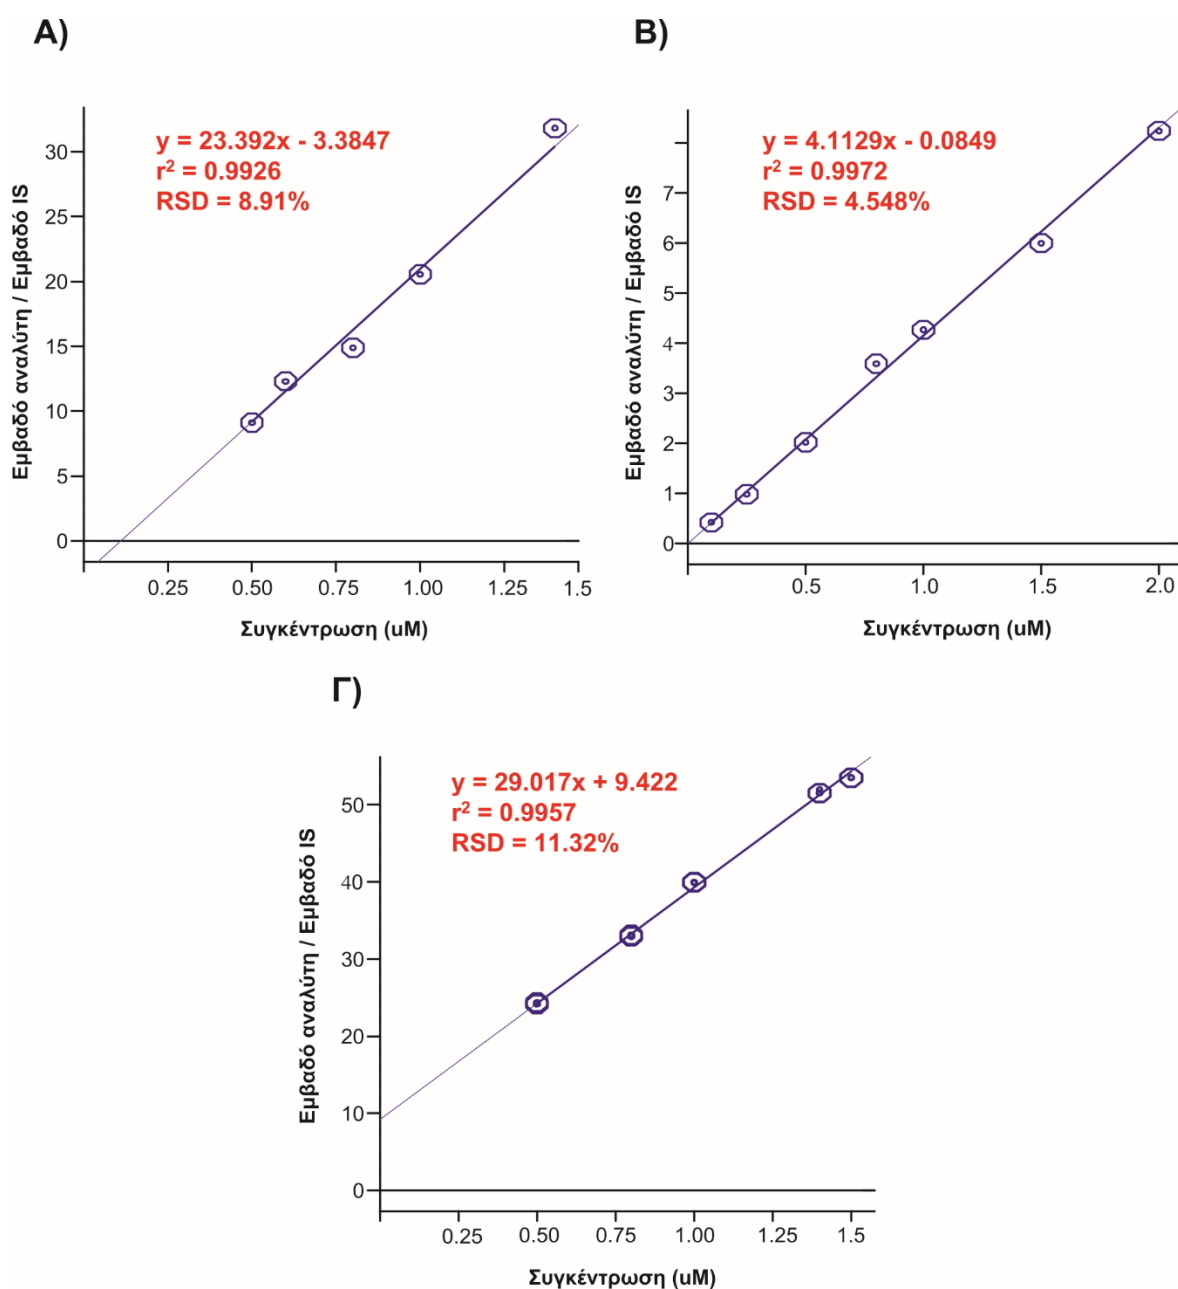 A)
y = 23.392x - 3.3847
r² = 0.9926
RSD = 8.91%
Εμβαδό αναλύτη / Εμβαδό IS
30
25
20
15
10
5
0
0.25
0.50
0.75
1.00
1.25
1.5
Συγκέντρωση (uM)
B)
y = 4.1129x - 0.0849
r² = 0.9972
RSD = 4.548%
Εμβαδό αναλύτη / Εμβαδό IS
7
6
5
4
3
2
1
0
0.5
1.0
1.5
2.0
Συγκέντρωση (uM)
Γ)
y = 29.017x + 9.422
r² = 0.9957
RSD = 11.32%
Εμβαδό αναλύτη / Εμβαδό IS
50
40
30
20
10
0
0.25
0.50
0.75
1.00
1.25
1.5
Συγκέντρωση (uM)